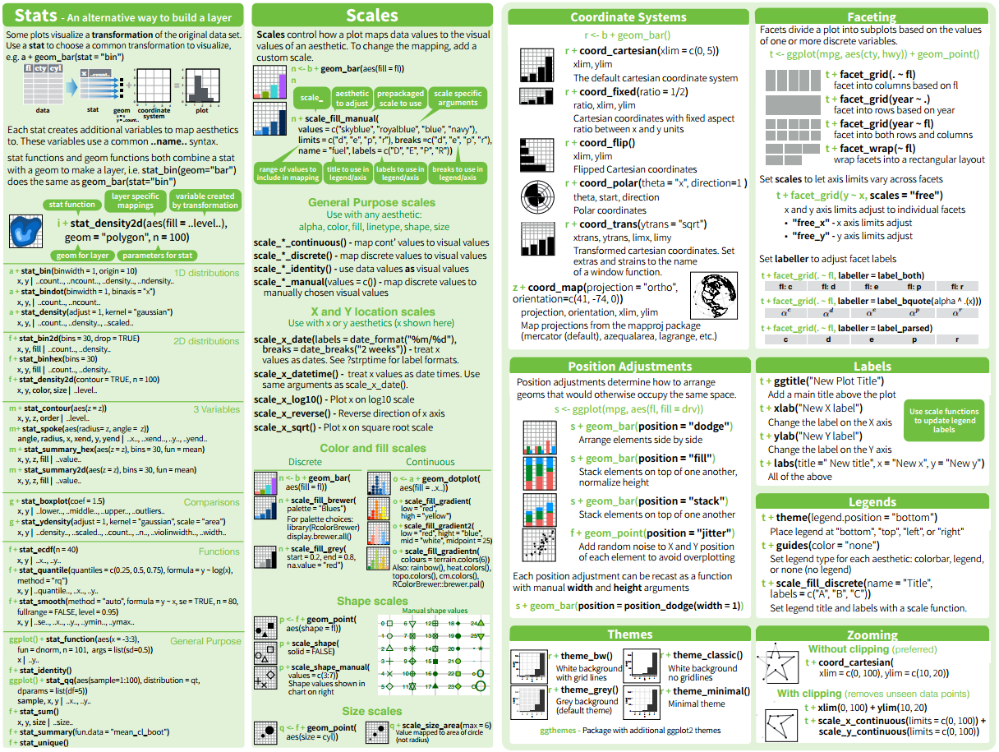 Stats - An alternative way to build a layer
Some plots visualize a transformation of the original data set.
Use a stat to choose a common transformation to visualize,
e.g. a + geom_bar(stat = "bin")
fl cty cyl
x ..count..
data
stat
geom
coordinate
system
plot
Each stat creates additional variables to map aesthetics
to. These variables use a common ..name.. syntax.
stat functions and geom functions both combine a stat
with a geom to make a layer, i.e. stat_bin(geom="bar")
does the same as geom_bar(stat="bin")
stat function
layer specific
mappings
variable created
by transformation
i + stat_density2d(aes(fill = ..level..),
geom = "polygon", n = 100)
geom for layer
parameters for stat
a + stat_bin(binwidth = 1, origin = 10)
1D distributions
x, y | ..count.., ..ncount.., ..density.., ..ndensity..
a + stat_bindot(binwidth = 1, binaxis = "x")
x, y, | ..count.., ..ncount..
a + stat_density(adjust = 1, kernel = "gaussian")
x, y, | ..count.., ..density.., ..scaled..
f + stat_bin2d(bins = 30, drop = TRUE)
2D distributions
x, y, fill | ..count.., ..density..
f + stat_binhex(bins = 30)
x, y, fill | ..count.., ..density..
f + stat_density2d(contour = TRUE, n = 100)
x, y, color, size | ..level..
m + stat_contour(aes(z = z))
3 Variables
x, y, z, order | ..level..
m+ stat_spoke(aes(radius= z, angle = z))
angle, radius, x, xend, y, yend | ..x.., ..xend.., ..y.., ..yend..
m + stat_summary_hex(aes(z = z), bins = 30, fun = mean)
x, y, z, fill | ..value..
m + stat_summary2d(aes(z = z), bins = 30, fun = mean)
x, y, z, fill | ..value..
g + stat_boxplot(coef = 1.5)
Comparisons
x, y | ..lower.., ..middle.., ..upper.., ..outliers..
g + stat_ydensity(adjust = 1, kernel = "gaussian", scale = "area")
x, y | ..density.., ..scaled.., ..count.., ..n.., ..violinwidth.., ..width..
f + stat_ecdf(n = 40)
Functions
x, y | ..x.., ..y..
f + stat_quantile(quantiles = c(0.25, 0.5, 0.75), formula = y ~ log(x),
method = "rq")
x, y | ..quantile.., ..x.., ..y..
f + stat_smooth(method = "auto", formula = y ~ x, se = TRUE, n = 80,
fullrange = FALSE, level = 0.95)
x, y | ..se.., ..x.., ..y.., ..ymin.., ..ymax..
ggplot() + stat_function(aes(x = -3:3),
General Purpose
fun = dnorm, n = 101, args = list(sd=0.5))
x | ..y..
f + stat_identity()
ggplot() + stat_qq(aes(sample=1:100), distribution = qt,
dparams = list(df=5))
sample, x, y | ..x.., ..y..
f + stat_sum()
x, y, size | ..size..
f + stat_summary(fun.data = "mean_cl_boot")
f + stat_unique()
Scales
Scales control how a plot maps data values to the visual
values of an aesthetic. To change the mapping, add a
custom scale.
n <- b + geom_bar(aes(fill = fl))
n
scale_
aesthetic
to adjust
prepackaged
scale to use
scale specific
arguments
n + scale_fill_manual(
values = c("skyblue", "royalblue", "blue", "navy"),
limits = c("d", "e", "p", "r"), breaks =c("d", "e", "p", "r"),
name = "fuel", labels = c("D", "E", "P", "R"))
range of values to
include in mapping
title to use in
legend/axis
labels to use in
legend/axis
breaks to use in
legend/axis
General Purpose scales
Use with any aesthetic:
alpha, color, fill, linetype, shape, size
scale_*_continuous() - map cont' values to visual values
scale_*_discrete() - map discrete values to visual values
scale_*_identity() - use data values as visual values
scale_*_manual(values = c()) - map discrete values to
manually chosen visual values
X and Y location scales
Use with x or y aesthetics (x shown here)
scale_x_date(labels = date_format("%m/%d"),
breaks = date_breaks("2 weeks")) - treat x
values as dates. See ?strptime for label formats.
scale_x_datetime() - treat x values as date times. Use
same arguments as scale_x_date().
scale_x_log10() - Plot x on log10 scale
scale_x_reverse() - Reverse direction of x axis
scale_x_sqrt() - Plot x on square root scale
Color and fill scales
Discrete
Continuous
n <- b + geom_bar(
aes(fill = fl))
n + scale_fill_brewer(
palette = "Blues")
For palette choices:
library(RcolorBrewer)
display.brewer.all()
n + scale_fill_grey(
start = 0.2, end = 0.8,
na.value = "red")
o <- a + geom_dotplot(
aes(fill = ..x..))
o + scale_fill_gradient(
low = "red",
high = "yellow")
o + scale_fill_gradient2(
low = "red", hight = "blue",
mid = "white", midpoint = 25)
o + scale_fill_gradientn(
colours = terrain.colors(6))
Also: rainbow(), heat.colors(),
topo.colors(), cm.colors(),
RColorBrewer::brewer.pal()
Shape scales
Manual shape values
p <- f + geom_point(
aes(shape = fl))
p + scale_shape(
solid = FALSE)
p + scale_shape_manual(
values = c(3:7))
Shape values shown in
chart on right
0 6 12 18 24
1 7 13 19 25
2 8 14 20 *
3 9 15 21 .
4 10 16 22 o
5 11 17 23 O
Size scales
q <- f + geom_point(
aes(size = cyl))
q + scale_size_area(max = 6)
Value mapped to area of circle
(not radius)
Coordinate Systems
r <- b + geom_bar()
r + coord_cartesian(xlim = c(0, 5))
xlim, ylim
The default cartesian coordinate system
r + coord_fixed(ratio = 1/2)
ratio, xlim, ylim
Cartesian coordinates with fixed aspect
ratio between x and y units
r + coord_flip()
xlim, ylim
Flipped Cartesian coordinates
r + coord_polar(theta = "x", direction=1 )
theta, start, direction
Polar coordinates
r + coord_trans(ytrans = "sqrt")
xtrans, ytrans, limx, limy
Transformed cartesian coordinates. Set
extras and strains to the name
of a window function.
z + coord_map(projection = "ortho",
orientation=c(41, -74, 0))
projection, orientation, xlim, ylim
Map projections from the mapproj package
(mercator (default), azequalarea, lagrange, etc.)
Position Adjustments
Position adjustments determine how to arrange
geoms that would otherwise occupy the same space.
s <- ggplot(mpg, aes(fl, fill = drv))
s + geom_bar(position = "dodge")
Arrange elements side by side
s + geom_bar(position = "fill")
Stack elements on top of one another,
normalize height
s + geom_bar(position = "stack")
Stack elements on top of one another
f + geom_point(position = "jitter")
Add random noise to X and Y position
of each element to avoid overplotting
Each position adjustment can be recast as a function
with manual width and height arguments
s + geom_bar(position = position_dodge(width = 1))
Themes
r + theme_bw()
White background
with grid lines
r + theme_grey()
Grey background
(default theme)
r + theme_classic()
White background
no gridlines
r + theme_minimal()
Minimal theme
ggthemes - Package with additional ggplot2 themes
Faceting
Facets divide a plot into subplots based on the values
of one or more discrete variables.
t <- ggplot(mpg, aes(cty, hwy)) + geom_point()
t + facet_grid(. ~ fl)
facet into columns based on fl
t + facet_grid(year ~ .)
facet into rows based on year
t + facet_grid(year ~ fl)
facet into both rows and columns
t + facet_wrap(~ fl)
wrap facets into a rectangular layout
Set scales to let axis limits vary across facets
t + facet_grid(y ~ x, scales = "free")
x and y axis limits adjust to individual facets
• "free_x" - x axis limits adjust
• "free_y" - y axis limits adjust
Set labeller to adjust facet labels
t + facet_grid(. ~ fl, labeller = label_both)
fl: c fl: d fl: e fl: p fl: r
t + facet_grid(. ~ fl, labeller = label_bquote(alpha ^ .(x)))
αᶜ αᵈ αᵉ αᵖ αʳ
t + facet_grid(. ~ fl, labeller = label_parsed)
c d e p r
Labels
t + ggtitle("New Plot Title")
Add a main title above the plot
t + xlab("New X label")
Change the label on the X axis
t + ylab("New Y label")
Change the label on the Y axis
t + labs(title =" New title", x = "New x", y = "New y")
All of the above
Use scale functions
to update legend
labels
Legends
t + theme(legend.position = "bottom")
Place legend at "bottom", "top", "left", or "right"
t + guides(color = "none")
Set legend type for each aesthetic: colorbar, legend,
or none (no legend)
t + scale_fill_discrete(name = "Title",
labels = c("A", "B", "C"))
Set legend title and labels with a scale function.
Zooming
Without clipping (preferred)
t + coord_cartesian(
xlim = c(0, 100), ylim = c(10, 20))
With clipping (removes unseen data points)
t + xlim(0, 100) + ylim(10, 20)
t + scale_x_continuous(limits = c(0, 100)) +
scale_y_continuous(limits = c(0, 100))